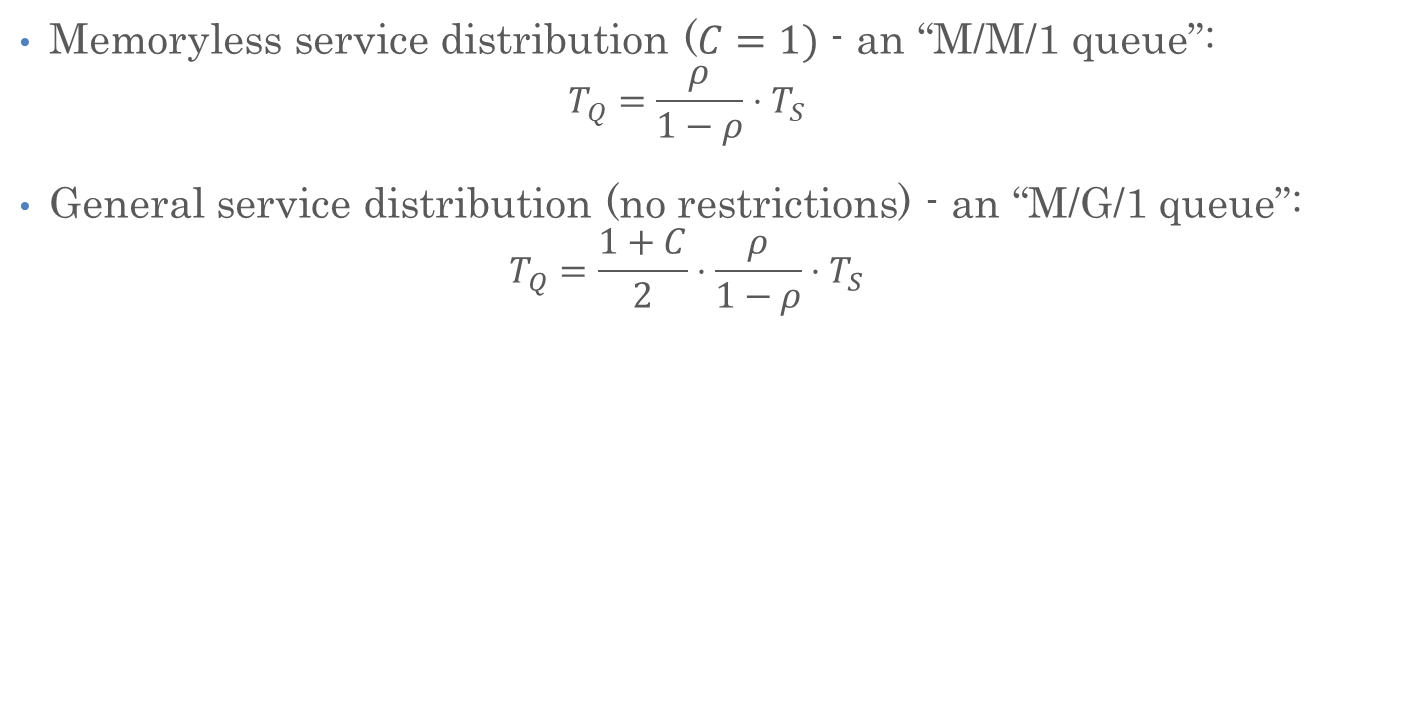 • Memoryless service distribution (C = 1) - an “M/M/1 queue”:
T_Q = ρ / (1 − ρ) · T_S
• General service distribution (no restrictions) - an “M/G/1 queue”:
T_Q = (1 + C) / 2 · ρ / (1 − ρ) · T_S